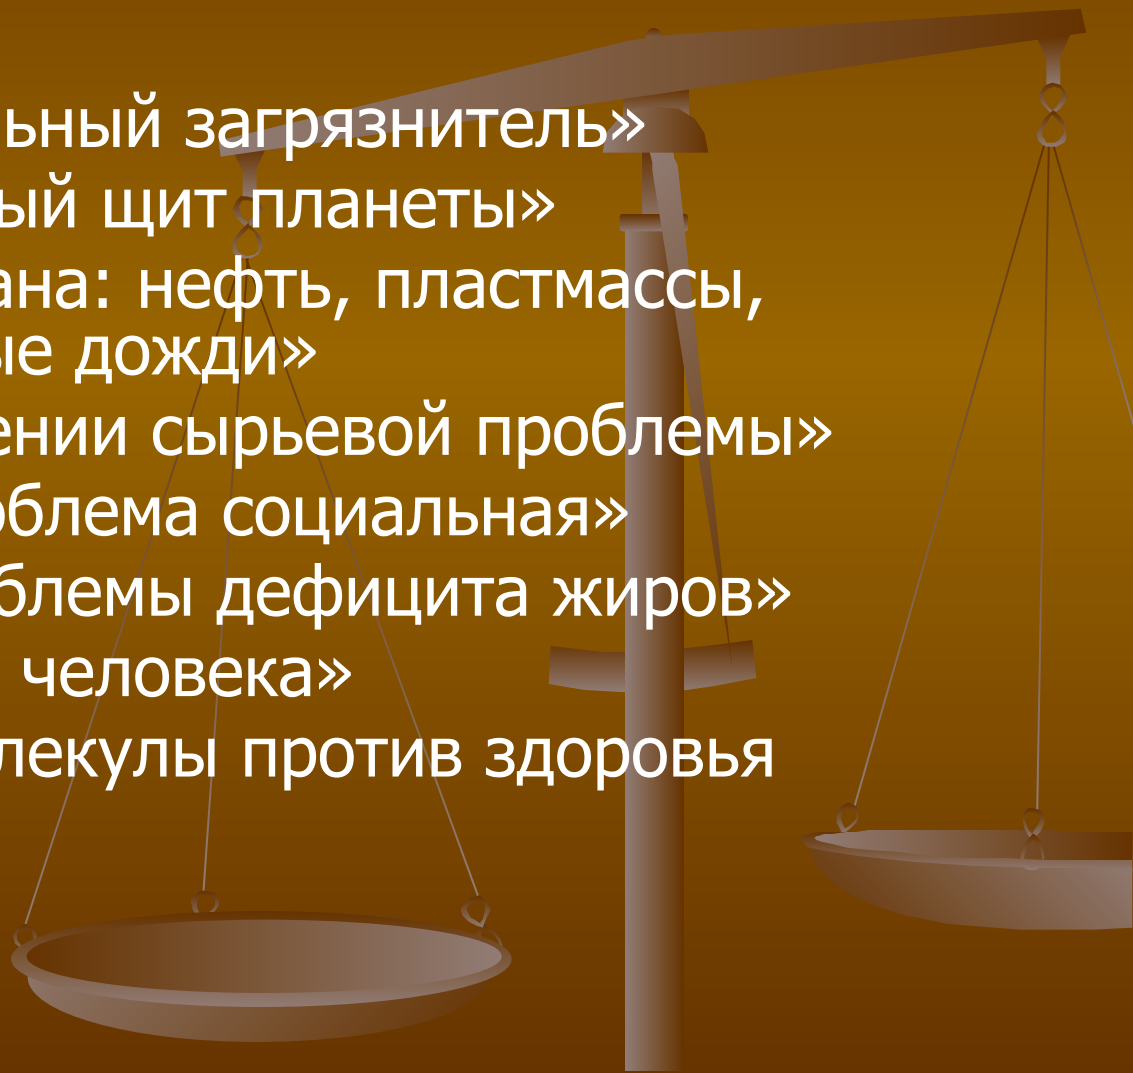 льный загрязнитель»
ый щит планеты»
ана: нефть, пластмассы,
ые дожди»
ении сырьевой проблемы»
облема социальная»
блемы дефицита жиров»
человека»
лекулы против здоровья